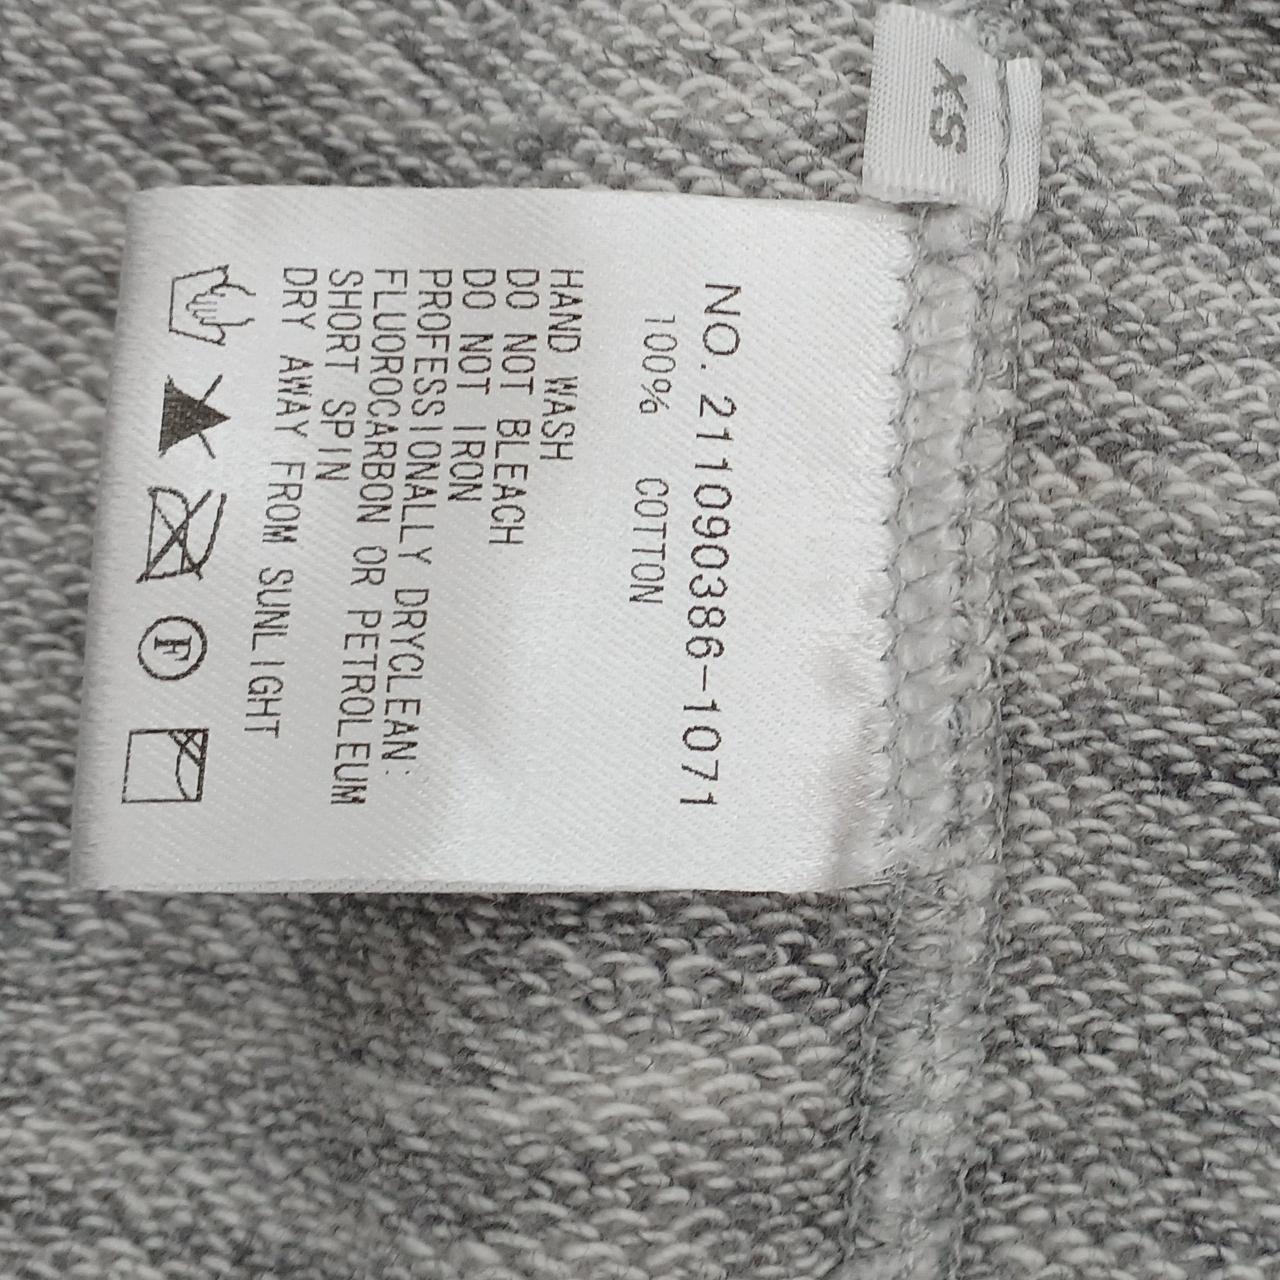 XS
NO. 211090386-1071
100% COTTON
HAND WASH
DO NOT BLEACH
DO NOT IRON
PROFESSIONALLY DRYCLEAN:
FLUOROCARBON OR PETROLEUM
SHORT SPIN
DRY AWAY FROM SUNLIGHT
F